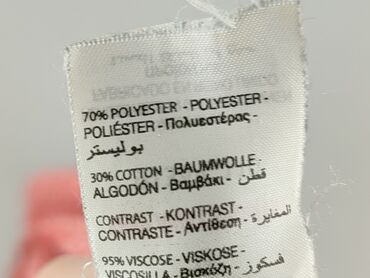 70% POLYESTER - POLYESTER -
POLIÉSTER - Πολυεστέρας -
بوليستر
30% COTTON - BAUMWOLLE
ALGODÓN - Βαμβάκι - قطن
CONTRAST - KONTRAST -
CONTRASTE - Αντίθεση - المغايرة
95% VISCOSE - VISKOSE -
VISCOSILLA - Βισκόζη - فسكوز